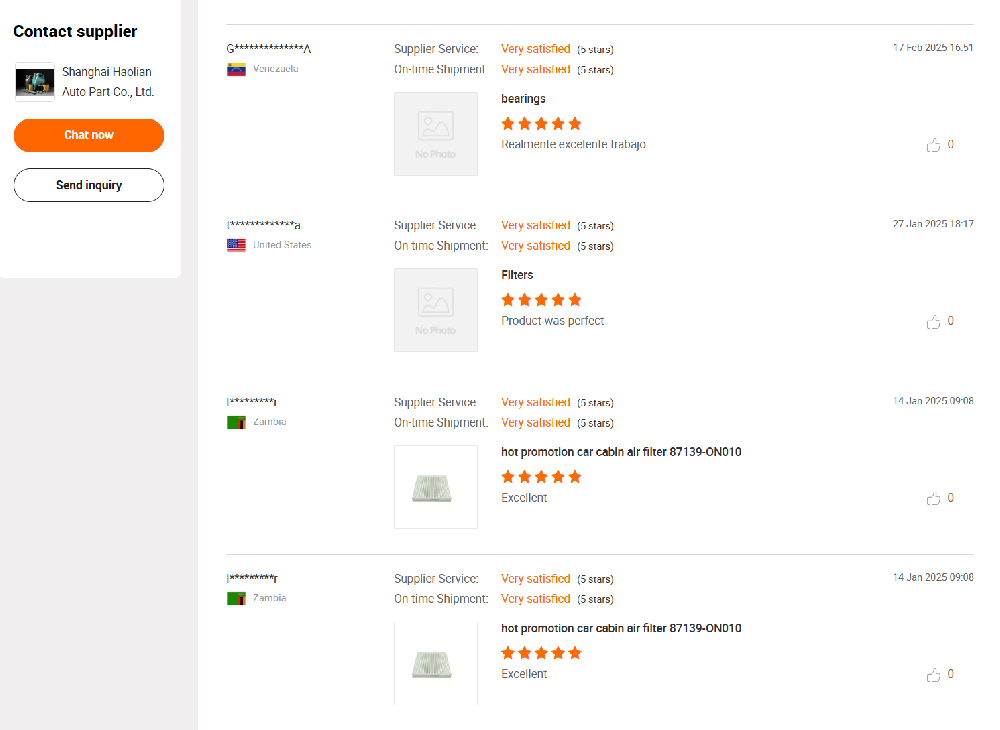 Contact supplier
Shanghai Haolian
Auto Part Co., Ltd.
Chat now
Send inquiry
G**************A
Venezuela
Supplier Service:
Very satisfied (5 stars)
On-time Shipment:
Very satisfied (5 stars)
17 Feb 2025 16:51
No Photo
bearings
Realmente excelente trabajo
0
l*************a
United States
Supplier Service:
Very satisfied (5 stars)
On-time Shipment:
Very satisfied (5 stars)
27 Jan 2025 18:17
No Photo
Filters
Product was perfect
0
l*********r
Zambia
Supplier Service:
Very satisfied (5 stars)
On-time Shipment:
Very satisfied (5 stars)
14 Jan 2025 09:08
hot promotion car cabin air filter 87139-ON010
Excellent
0
l*********r
Zambia
Supplier Service:
Very satisfied (5 stars)
On-time Shipment:
Very satisfied (5 stars)
14 Jan 2025 09:08
hot promotion car cabin air filter 87139-ON010
Excellent
0